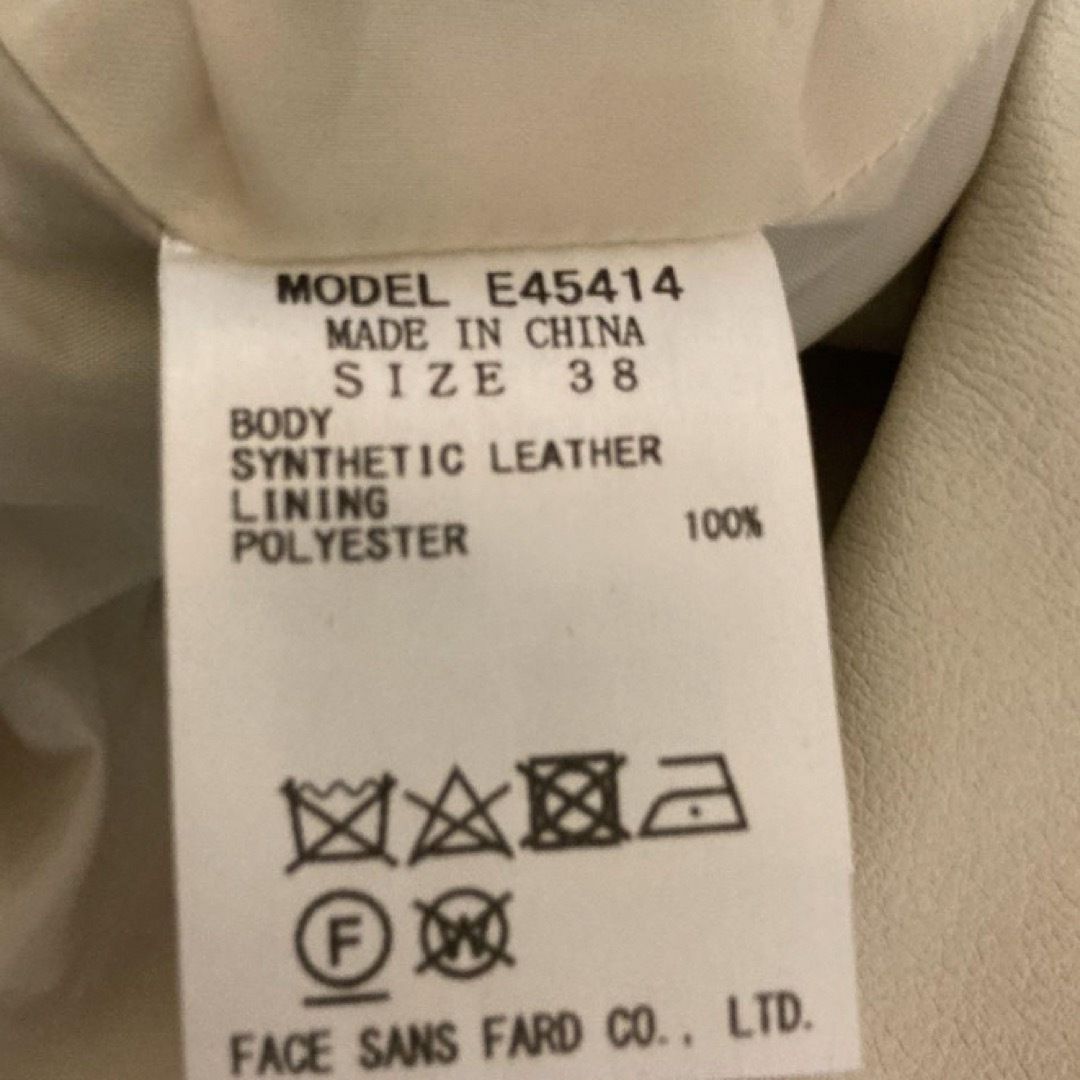 MODEL E45414
MADE IN CHINA
SIZE 38
BODY
SYNTHETIC LEATHER
LINING
POLYESTER 100%
F W
FACE SANS FARD CO., LTD.